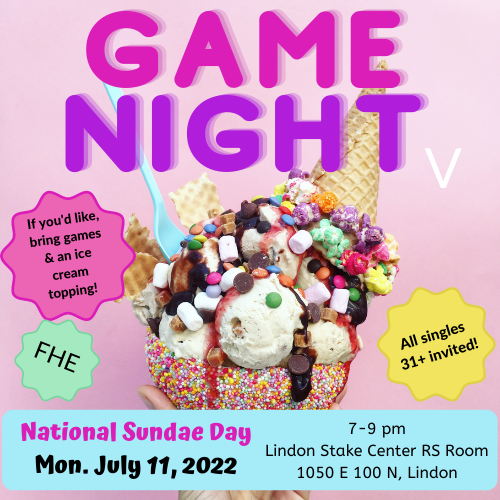 GAME
NIGHT
V
If you'd like,
bring games
& an ice
cream
topping!
FHE
All singles
31+ invited!
National Sundae Day
Mon. July 11, 2022
7-9 pm
Lindon Stake Center RS Room
1050 E 100 N, Lindon